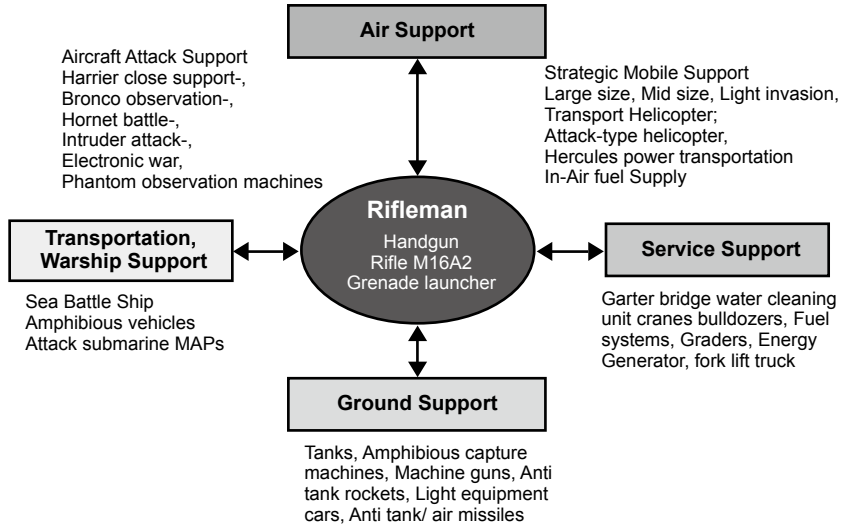 Air Support
Aircraft Attack Support
Harrier close support-,
Bronco observation-,
Hornet battle-,
Intruder attack-,
Electronic war,
Phantom observation machines
Strategic Mobile Support
Large size, Mid size, Light invasion,
Transport Helicopter;
Attack-type helicopter,
Hercules power transportation
In-Air fuel Supply
Rifleman
Handgun
Rifle M16A2
Grenade launcher
Transportation,
Warship Support
Sea Battle Ship
Amphibious vehicles
Attack submarine MAPs
Service Support
Garter bridge water cleaning
unit cranes bulldozers, Fuel
systems, Graders, Energy
Generator, fork lift truck
Ground Support
Tanks, Amphibious capture
machines, Machine guns, Anti
tank rockets, Light equipment
cars, Anti tank/ air missiles